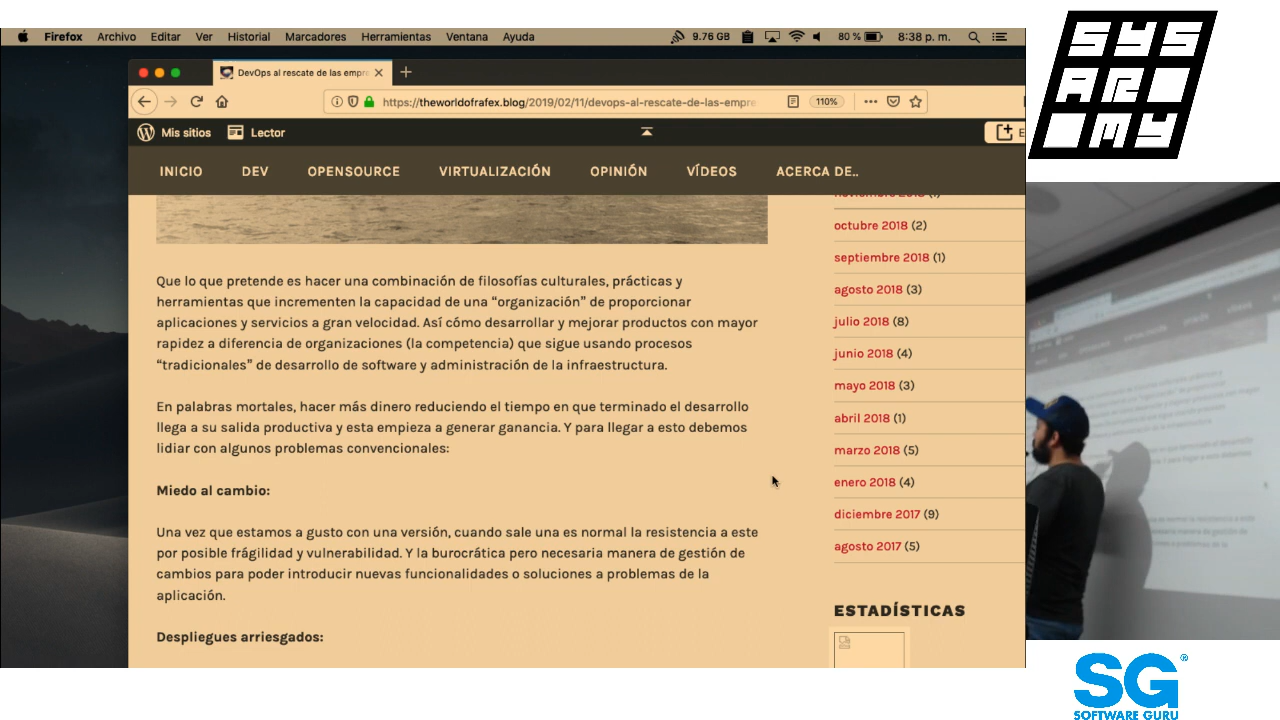 Firefox Archivo Editar Ver Historial Marcadores Herramientas Ventana Ayuda 9.76 GB 80 % 8:38 p. m.
DevOps al rescate de las empre
https://theworldofrafex.blog/2019/02/11/devops-al-rescate-de-las-empre 110%
Mis sitios Lector E
INICIO DEV OPENSOURCE VIRTUALIZACIÓN OPINIÓN VÍDEOS ACERCA DE..
Que lo que pretende es hacer una combinación de filosofías culturales, prácticas y
herramientas que incrementen la capacidad de una “organización” de proporcionar
aplicaciones y servicios a gran velocidad. Así cómo desarrollar y mejorar productos con mayor
rapidez a diferencia de organizaciones (la competencia) que sigue usando procesos
“tradicionales” de desarrollo de software y administración de la infraestructura.
En palabras mortales, hacer más dinero reduciendo el tiempo en que terminado el desarrollo
llega a su salida productiva y esta empieza a generar ganancia. Y para llegar a esto debemos
lidiar con algunos problemas convencionales:
Miedo al cambio:
Una vez que estamos a gusto con una versión, cuando sale una es normal la resistencia a este
por posible frágilidad y vulnerabilidad. Y la burocrática pero necesaria manera de gestión de
cambios para poder introducir nuevas funcionalidades o soluciones a problemas de la
aplicación.
Despliegues arriesgados:
noviembre 2018 (1)
octubre 2018 (2)
septiembre 2018 (1)
agosto 2018 (3)
julio 2018 (8)
junio 2018 (4)
mayo 2018 (3)
abril 2018 (1)
marzo 2018 (5)
enero 2018 (4)
diciembre 2017 (9)
agosto 2017 (5)
ESTADÍSTICAS
SYS
AR
MY
SG®
SOFTWARE GURU